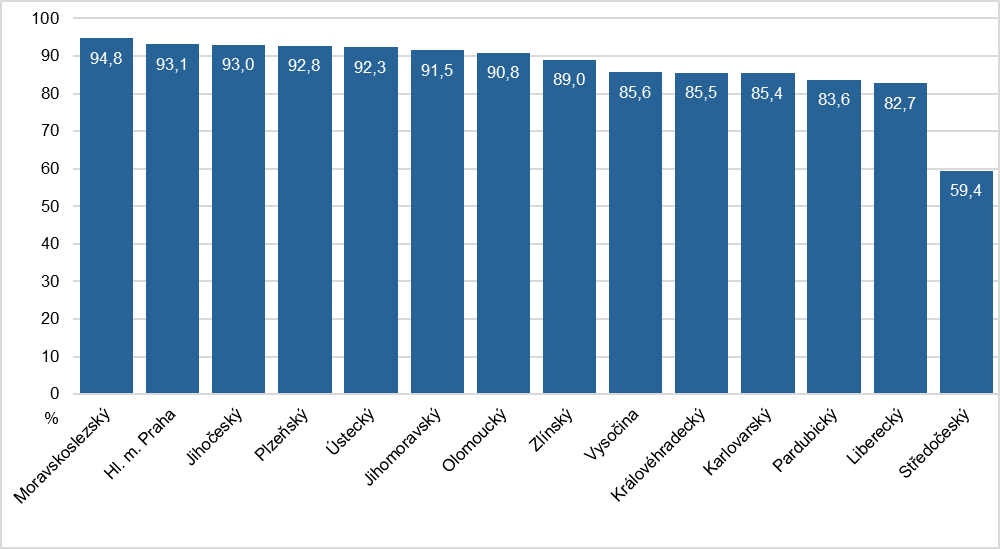 100
90
80
70
60
50
40
30
20
10
0
%
94,8
93,1
93,0
92,8
92,3
91,5
90,8
89,0
85,6
85,5
85,4
83,6
82,7
59,4
Moravskoslezský
Hl. m. Praha
Jihočeský
Plzeňský
Ústecký
Jihomoravský
Olomoucký
Zlínský
Vysočina
Královéhradecký
Karlovarský
Pardubický
Liberecký
Středočeský